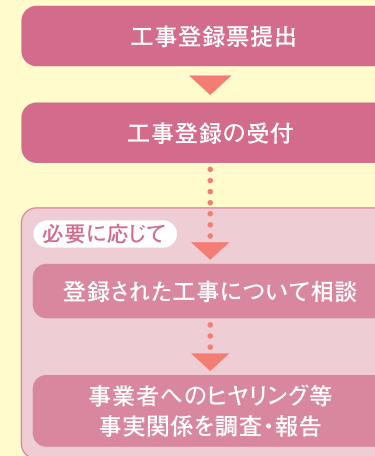 工事登録票提出
工事登録の受付
必要に応じて
登録された工事について相談
事業者へのヒヤリング等
事実関係を調査・報告